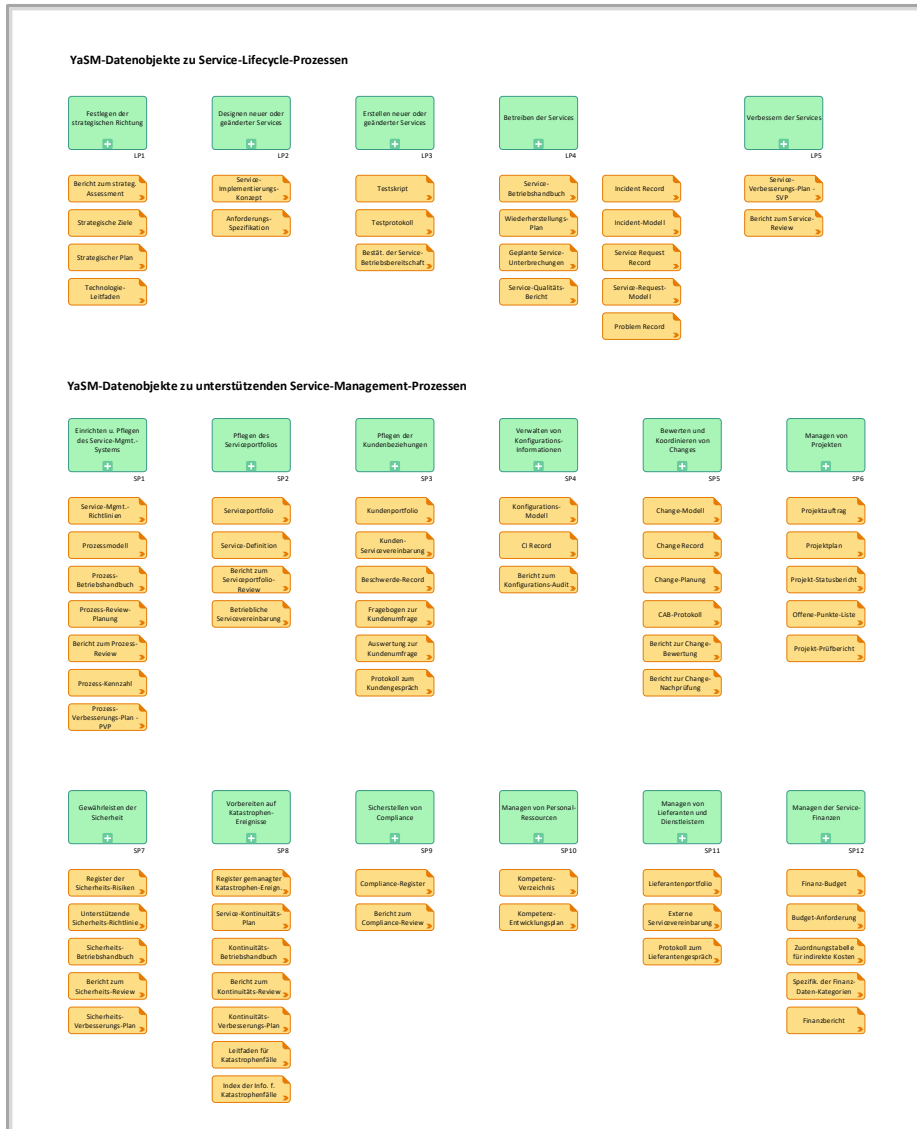 YaSM-Datenobjekte zu Service-Lifecycle-Prozessen
Festlegen der
strategischen Richtung
LP1
Bericht zum strateg.
Assessment
Strategische Ziele
Strategischer Plan
Technologie-
Leitfaden
Designen neuer oder
geänderter Services
LP2
Service-
Implementierungs-
Konzept
Anforderungs-
Spezifikation
Erstellen neuer oder
geänderter Services
LP3
Testskript
Testprotokoll
Bestät. der Service-
Betriebsbereitschaft
Betreiben der Services
LP4
Service-
Betriebshandbuch
Wiederherstellungs-
Plan
Geplante Service-
Unterbrechungen
Service-Qualitäts-
Bericht
Incident Record
Incident-Modell
Service Request
Record
Service-Request-
Modell
Problem Record
Verbessern der Services
LP5
Service-
Verbesserungs-Plan -
SVP
Bericht zum Service-
Review
YaSM-Datenobjekte zu unterstützenden Service-Management-Prozessen
Einrichten u. Pflegen
des Service-Mgmt.-
Systems
SP1
Service-Mgmt.-
Richtlinien
Prozessmodell
Prozess-
Betriebshandbuch
Prozess-Review-
Planung
Bericht zum Prozess-
Review
Prozess-Kennzahl
Prozess-
Verbesserungs-Plan -
PVP
Pflegen des
Serviceportfolios
SP2
Serviceportfolio
Service-Definition
Bericht zum
Serviceportfolio-
Review
Betriebliche
Servicevereinbarung
Pflegen der
Kundenbeziehungen
SP3
Kundenportfolio
Kunden-
Servicevereinbarung
Beschwerde-Record
Fragebogen zur
Kundenumfrage
Auswertung zur
Kundenumfrage
Protokoll zum
Kundengespräch
Verwalten von
Konfigurations-
Informationen
SP4
Konfigurations-
Modell
CI Record
Bericht zum
Konfigurations-Audit
Bewerten und
Koordinieren von
Changes
SP5
Change-Modell
Change Record
Change-Planung
CAB-Protokoll
Bericht zur Change-
Bewertung
Bericht zur Change-
Nachprüfung
Managen von
Projekten
SP6
Projektauftrag
Projektplan
Projekt-Statusbericht
Offene-Punkte-Liste
Projekt-Prüfbericht
Gewährleisten der
Sicherheit
SP7
Register der
Sicherheits-Risiken
Unterstützende
Sicherheits-Richtlinie
Sicherheits-
Betriebshandbuch
Bericht zum
Sicherheits-Review
Sicherheits-
Verbesserungs-Plan
Vorbereiten auf
Katastrophen-
Ereignisse
SP8
Register gemanagter
Katastrophen-Ereign.
Service-Kontinuitäts-
Plan
Kontinuitäts-
Betriebshandbuch
Bericht zum
Kontinuitäts-Review
Kontinuitäts-
Verbesserungs-Plan
Leitfaden für
Katastrophenfälle
Index der Info. f.
Katastrophenfälle
Sicherstellen von
Compliance
SP9
Compliance-Register
Bericht zum
Compliance-Review
Managen von Personal-
Ressourcen
SP10
Kompetenz-
Verzeichnis
Kompetenz-
Entwicklungsplan
Managen von
Lieferanten und
Dienstleistern
SP11
Lieferantenportfolio
Externe
Servicevereinbarung
Protokoll zum
Lieferantengespräch
Managen der Service-
Finanzen
SP12
Finanz-Budget
Budget-Anforderung
Zuordnungstabelle
für indirekte Kosten
Spezifik. der Finanz-
Daten-Kategorien
Finanzbericht